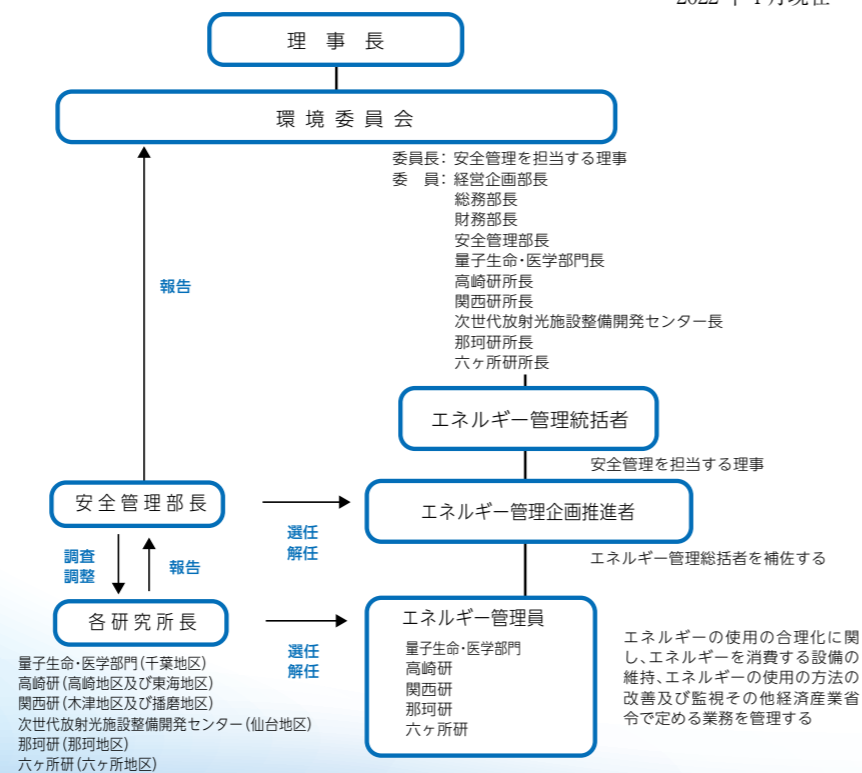 理事長
環境委員会
委員長：安全管理を担当する理事
委　員：経営企画部長
総務部長
財務部長
安全管理部長
量子生命・医学部門長
高崎研所長
関西研所長
次世代放射光施設整備開発センター長
那珂研所長
六ヶ所研所長
報告
エネルギー管理統括者
安全管理を担当する理事
安全管理部長
選任
解任
エネルギー管理企画推進者
エネルギー管理総括者を補佐する
調査
調整
報告
各研究所長
選任
解任
量子生命・医学部門（千葉地区）
高崎研（高崎地区及び東海地区）
関西研（木津地区及び播磨地区）
次世代放射光施設整備開発センター（仙台地区）
那珂研（那珂地区）
六ヶ所研（六ヶ所地区）
エネルギー管理員
量子生命・医学部門
高崎研
関西研
那珂研
六ヶ所研
エネルギーの使用の合理化に関
し、エネルギーを消費する設備の
維持、エネルギーの使用の方法の
改善及び監視その他経済産業省
令で定める業務を管理する